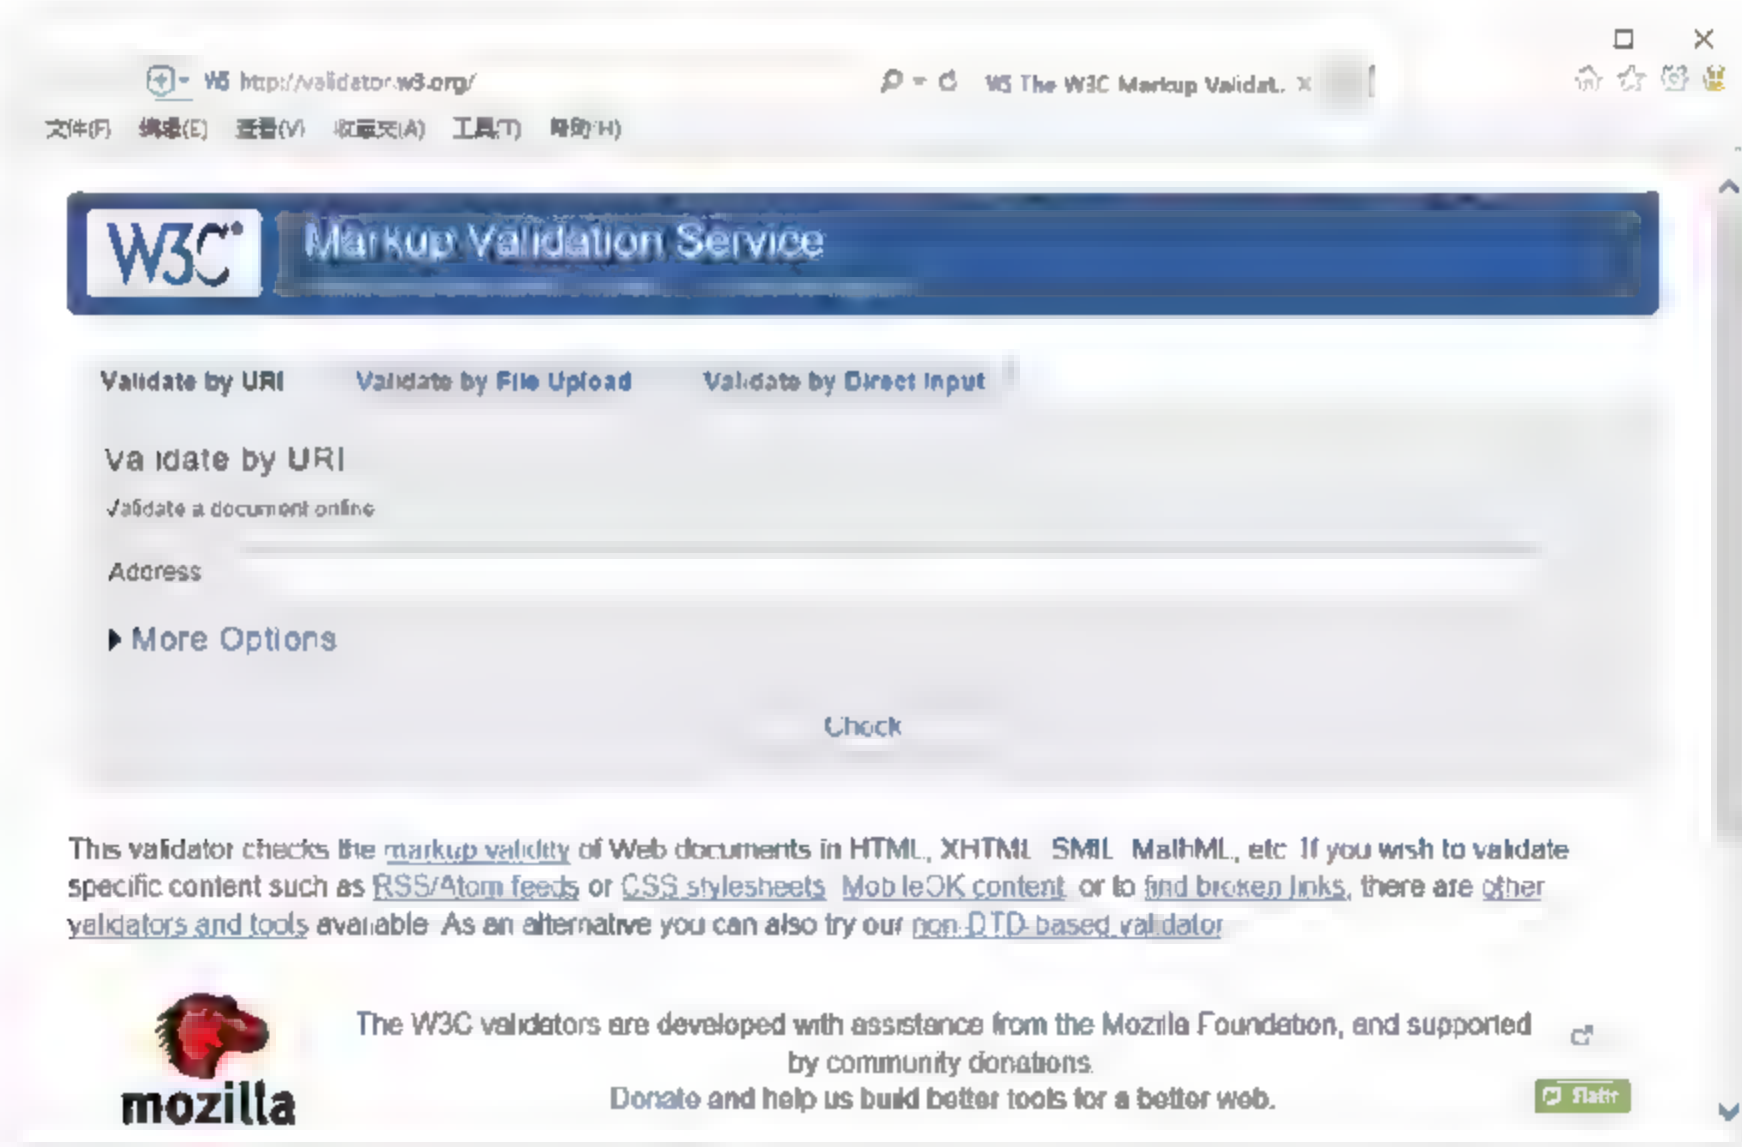 http://validator.w3.org/
The W3C Markup Validat...
文件(F) 编辑(E) 查看(V) 收藏夹(A) 工具(T) 帮助(H)
W3C Markup Validation Service
Validate by URI Validate by File Upload Validate by Direct Input
Validate by URI
Validate a document online
Address
More Options
Check
This validator checks the markup validity of Web documents in HTML, XHTML, SMIL, MathML, etc. If you wish to validate
specific content such as RSS/Atom feeds or CSS stylesheets, MobileOK content, or to find broken links, there are other
validators and tools available. As an alternative you can also try our non-DTD-based validator.
mozilla
The W3C validators are developed with assistance from the Mozilla Foundation, and supported
by community donations.
Donate and help us build better tools for a better web.
Flattr